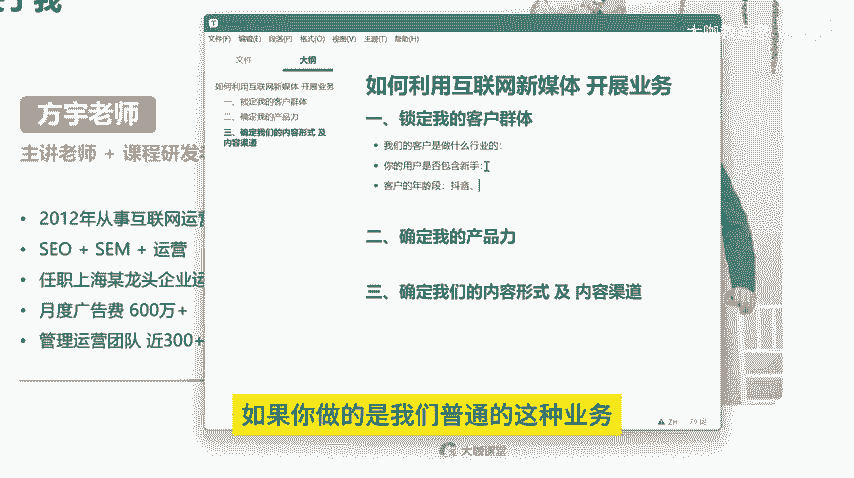 于我
方宇老师
主讲老师 + 课程研发
2012年从事互联网运营
SEO + SEM + 运营
任职上海某龙头企业运
月度广告费 600万+
管理运营团队 近300+
文件(F) 编辑(E) 段落(P) 格式(O) 视图(V) 主题(T) 帮助(H)
文件 大纲
如何利用互联网新媒体 开展业务
一、锁定我的客户群体
二、确定我的产品力
三、确定我们的内容形式 及
内容渠道
如何利用互联网新媒体 开展业务
一、锁定我的客户群体
我们的客户是做什么行业的:
你的用户是否包含新手:
客户的年龄段: 抖音、
二、确定我的产品力
三、确定我们的内容形式 及 内容渠道
如果你做的是我们普通的这种业务
大咖课堂